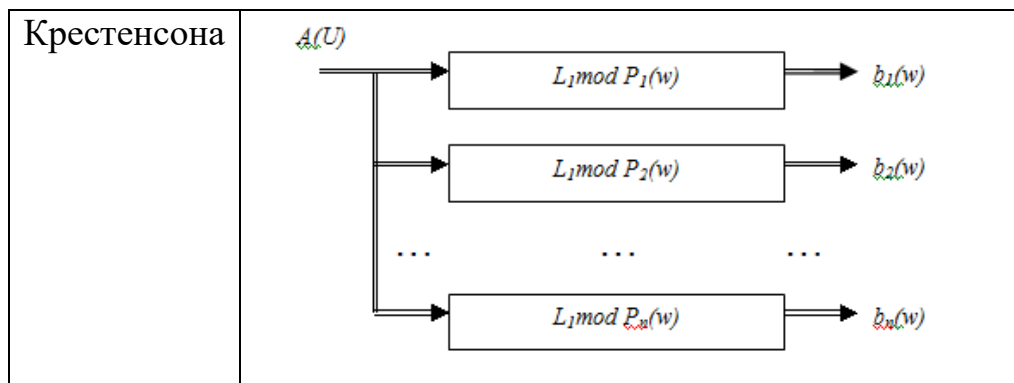 Крестенсона
A(U)
L₁mod P₁(w)
b₁(w)
L₁mod P₂(w)
b₂(w)
... ... ...
L₁mod Pₙ(w)
bₙ(w)